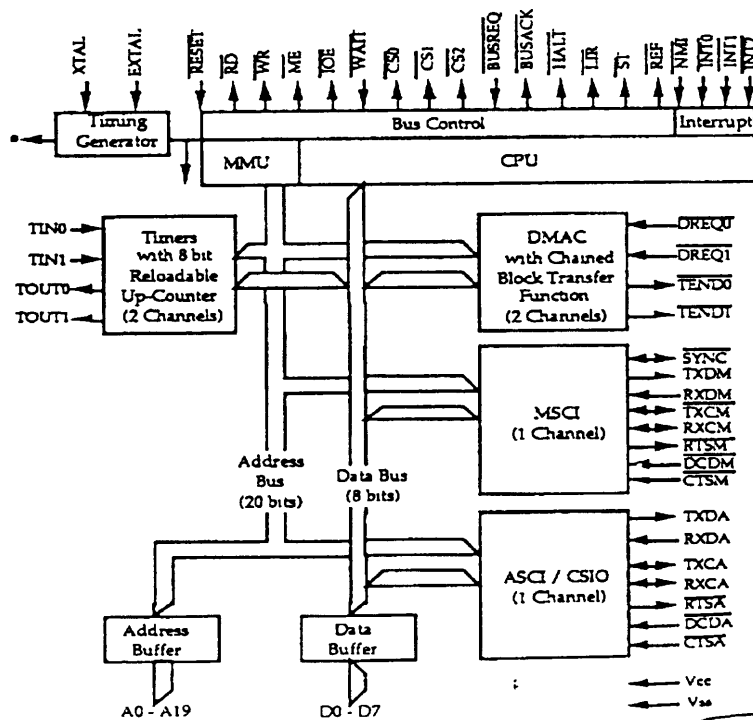 XTAL
EXTAL
RESET
RD
WR
ME
IOE
WAIT
CS0
CS1
CS2
BUSREQ
BUSACK
HALT
LIR
ST
REF
NMI
INT0
INT1
INT2
Timing
Generator
Bus Control
Interrupt
MMU
CPU
TIN0
TIN1
TOUT0
TOUT1
Timers
with 8 bit
Reloadable
Up-Counter
(2 Channels)
DMAC
with Chained
Block Transfer
Function
(2 Channels)
DREQ0
DREQ1
TEND0
TEND1
MSCI
(1 Channel)
SYNC
TXDM
RXDM
TXCM
RXCM
RTSM
DCDM
CTSM
Address
Bus
(20 bits)
Data Bus
(8 bits)
ASCI / CSIO
(1 Channel)
TXDA
RXDA
TXCA
RXCA
RTSA
DCDA
CTSA
Address
Buffer
Data
Buffer
Vcc
Vss
A0 - A19
D0 - D7